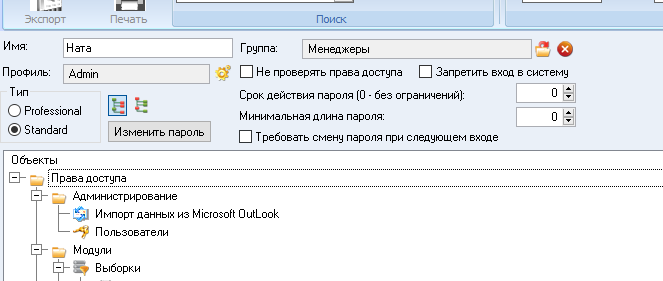 Экспорт Печать Поиск
Имя: Ната Группа: Менеджеры
Профиль: Admin Не проверять права доступа Запретить вход в систему
Тип Срок действия пароля (0 - без ограничений): 0
Professional
Standard Изменить пароль Минимальная длина пароля: 0
Требовать смену пароля при следующем входе
Объекты
Права доступа
Администрирование
Импорт данных из Microsoft OutLook
Пользователи
Модули
Выборки